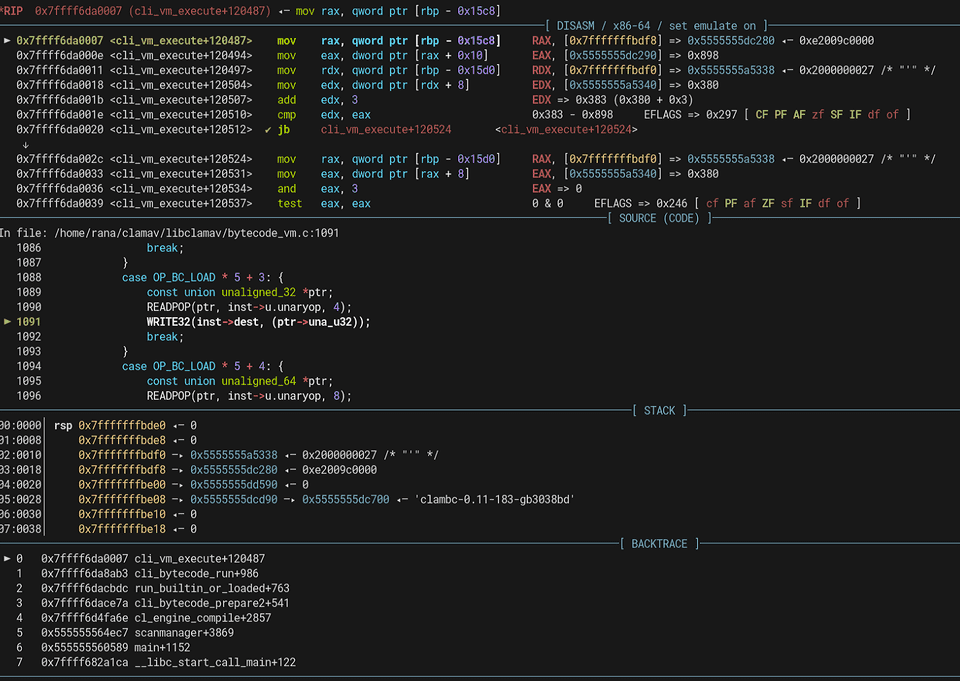 *RIP  0x7ffff6da0007 (cli_vm_execute+120487) ◂— mov rax, qword ptr [rbp - 0x15c8]
[ DISASM / x86-64 / set emulate on ]
► 0x7ffff6da0007 <cli_vm_execute+120487>    mov    rax, qword ptr [rbp - 0x15c8]    RAX, [0x7fffffffbdf8] => 0x5555555dc280 ◂— 0xe2009c0000
0x7ffff6da000e <cli_vm_execute+120494>    mov    eax, dword ptr [rax + 0x10]    EAX, [0x5555555dc290] => 0x898
0x7ffff6da0011 <cli_vm_execute+120497>    mov    rdx, qword ptr [rbp - 0x15d0]    RDX, [0x7fffffffbdf0] => 0x5555555a5338 ◂— 0x2000000027 /* "'" */
0x7ffff6da0018 <cli_vm_execute+120504>    mov    edx, dword ptr [rdx + 8]    EDX, [0x5555555a5340] => 0x380
0x7ffff6da001b <cli_vm_execute+120507>    add    edx, 3    EDX => 0x383 (0x380 + 0x3)
0x7ffff6da001e <cli_vm_execute+120510>    cmp    edx, eax    0x383 - 0x898    EFLAGS => 0x297 [ CF PF AF zf SF IF df of ]
0x7ffff6da0020 <cli_vm_execute+120512>  ✔ jb    cli_vm_execute+120524    <cli_vm_execute+120524>
↓
0x7ffff6da002c <cli_vm_execute+120524>    mov    rax, qword ptr [rbp - 0x15d0]    RAX, [0x7fffffffbdf0] => 0x5555555a5338 ◂— 0x2000000027 /* "'" */
0x7ffff6da0033 <cli_vm_execute+120531>    mov    eax, dword ptr [rax + 8]    EAX, [0x5555555a5340] => 0x380
0x7ffff6da0036 <cli_vm_execute+120534>    and    eax, 3    EAX => 0
0x7ffff6da0039 <cli_vm_execute+120537>    test    eax, eax    0 & 0    EFLAGS => 0x246 [ cf PF af ZF sf IF df of ]
[ SOURCE (CODE) ]
In file: /home/rana/clamav/libclamav/bytecode_vm.c:1091
1086                 break;
1087             }
1088             case OP_BC_LOAD * 5 + 3: {
1089                 const union unaligned_32 *ptr;
1090                 READPOP(ptr, inst->u.unaryop, 4);
► 1091                 WRITE32(inst->dest, (ptr->una_u32));
1092                 break;
1093             }
1094             case OP_BC_LOAD * 5 + 4: {
1095                 const union unaligned_64 *ptr;
1096                 READPOP(ptr, inst->u.unaryop, 8);
[ STACK ]
00:0000│ rsp 0x7fffffffbde0 ◂— 0
01:0008│     0x7fffffffbde8 ◂— 0
02:0010│     0x7fffffffbdf0 —▸ 0x5555555a5338 ◂— 0x2000000027 /* "'" */
03:0018│     0x7fffffffbdf8 —▸ 0x5555555dc280 ◂— 0xe2009c0000
04:0020│     0x7fffffffbe00 —▸ 0x5555555dd590 ◂— 0
05:0028│     0x7fffffffbe08 —▸ 0x5555555dcd90 —▸ 0x5555555dc700 ◂— 'clambc-0.11-183-gb3038bd'
06:0030│     0x7fffffffbe10 ◂— 0
07:0038│     0x7fffffffbe18 ◂— 0
[ BACKTRACE ]
► 0   0x7ffff6da0007 cli_vm_execute+120487
1   0x7ffff6da8ab3 cli_bytecode_run+986
2   0x7ffff6dacbdc run_builtin_or_loaded+763
3   0x7ffff6dace7a cli_bytecode_prepare2+541
4   0x7ffff6d4fa6e cl_engine_compile+2857
5   0x555555564ec7 scanmanager+3869
6   0x555555560589 main+1152
7   0x7ffff682a1ca __libc_start_call_main+122